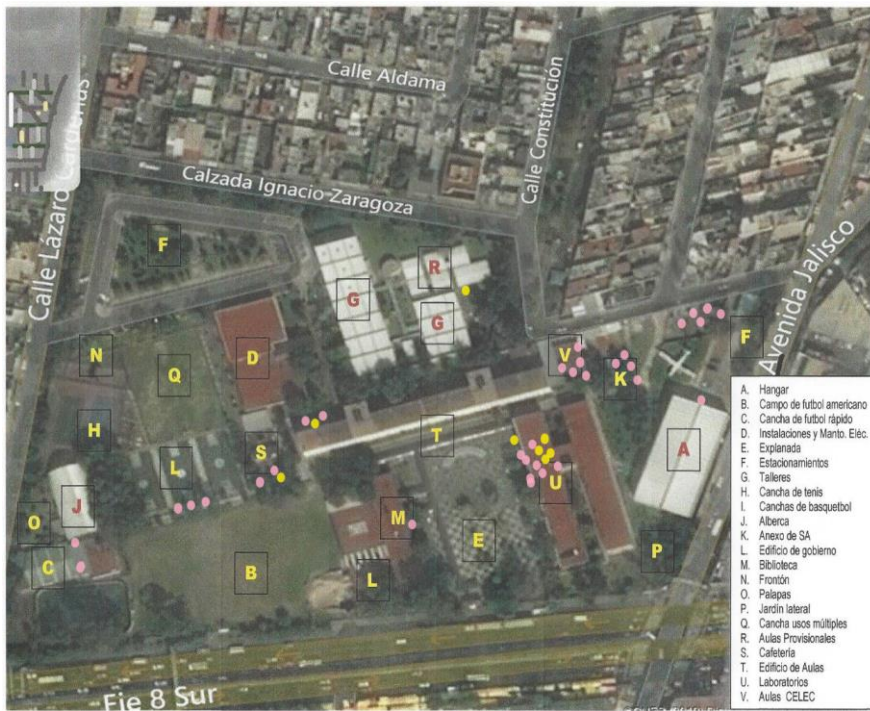 Calle Aldama
Calle Constitución
Calle Lázaro Carcenas
Calzada Ignacio Zaragoza
Avenida Jalisco
F
R
G
G
N
Q
D
V
K
F
H
L
S
T
A
O
J
U
M
C
B
L
E
P
Eje 8 Sur
A. Hangar
B. Campo de futbol americano
C. Cancha de futbol rápido
D. Instalaciones y Manto. Eléc.
E. Explanada
F. Estacionamientos
G. Talleres
H. Cancha de tenis
I. Canchas de basquetbol
J. Alberca
K. Anexo de SA
L. Edificio de gobierno
M. Biblioteca
N. Frontón
O. Palapas
P. Jardín lateral
Q. Cancha usos múltiples
R. Aulas Provisionales
S. Cafetería
T. Edificio de Aulas
U. Laboratorios
V. Aulas CELEC